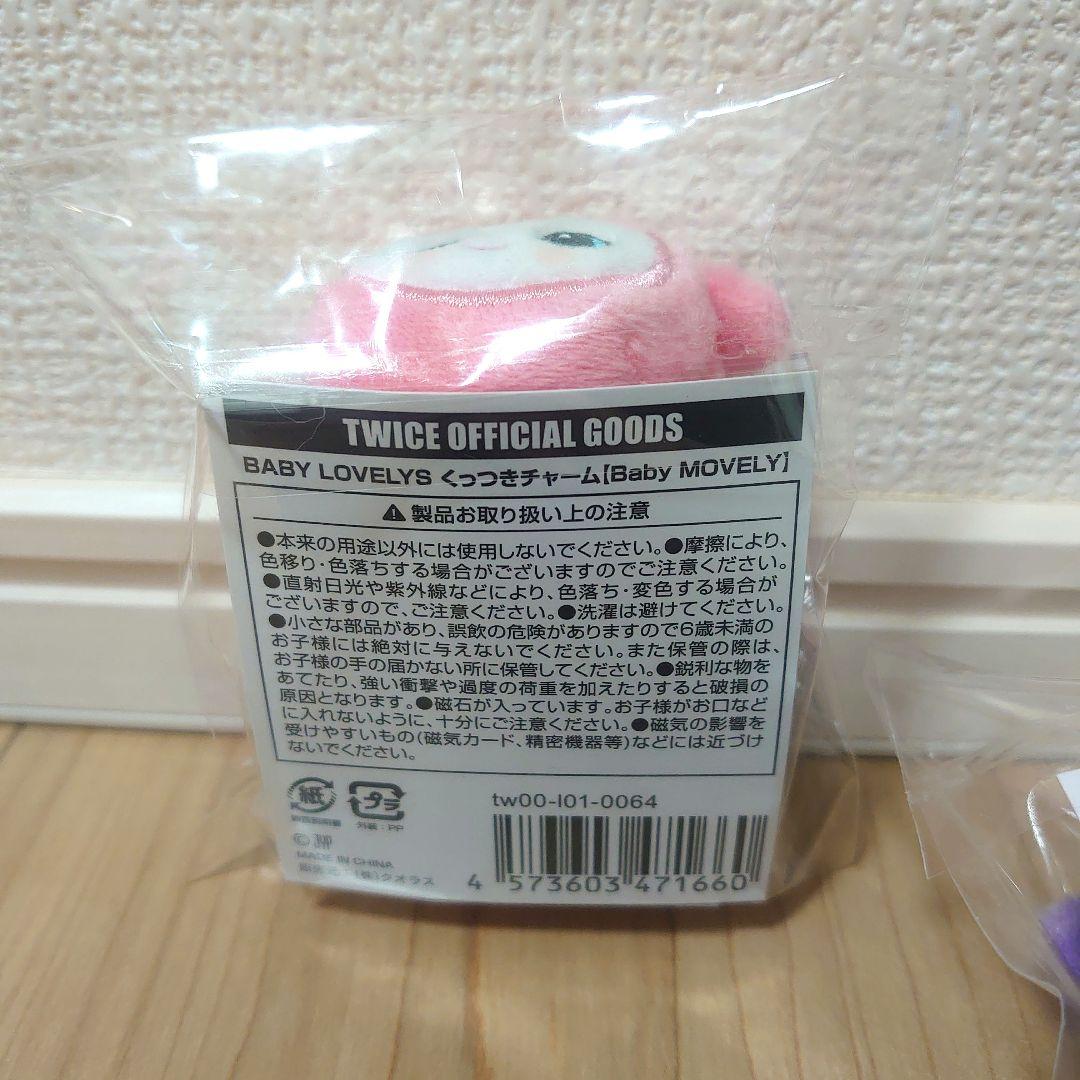 TWICE OFFICIAL GOODS
BABY LOVELYS くっつきチャーム【Baby MOVELY】
⚠ 製品お取り扱い上の注意
●本来の用途以外には使用しないでください。●摩擦により、
色移り・色落ちする場合がございますのでご注意ください。
●直射日光や紫外線などにより、色落ち・変色する場合が
ございますので、ご注意ください。●洗濯は避けてください。
●小さな部品があり、誤飲の危険がありますので6歳未満の
お子様には絶対に与えないでください。また保管の際は、
お子様の手の届かない所に保管してください。●鋭利な物を
あてたり、強い衝撃や過度の荷重を加えたりすると破損の
原因となります。●磁石が入っています。お子様がお口など
に入れないように、十分にご注意ください。●磁気の影響を
受けやすいもの(磁気カード、精密機器等)などには近づけ
ないでください。
紙
プラ
外装:PP
tw00-l01-0064
© JYP
MADE IN CHINA
(株)クオラス
4 573603 471660